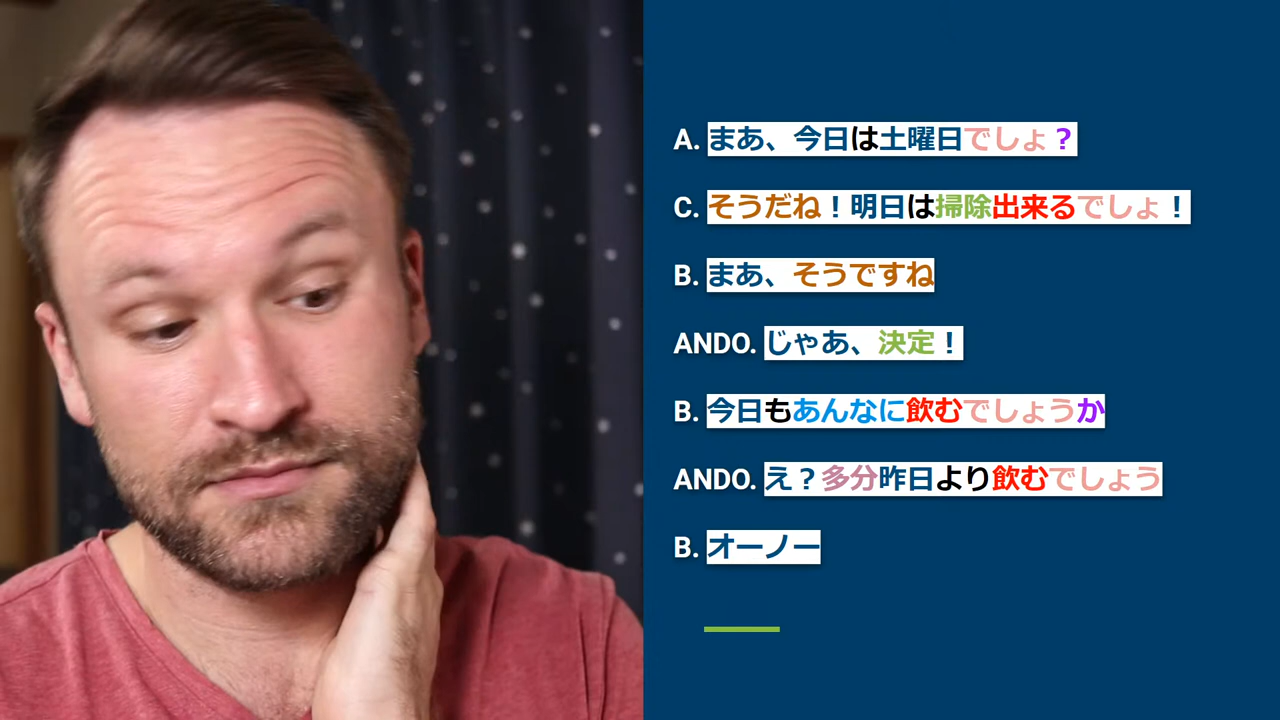 A. まあ、今日は土曜日でしょ？
C. そうだね！明日は掃除出来るでしょ！
B. まあ、そうですね
ANDO. じゃあ、決定！
B. 今日もあんなに飲むでしょうか
ANDO. え？多分昨日より飲むでしょう
B. オーノー